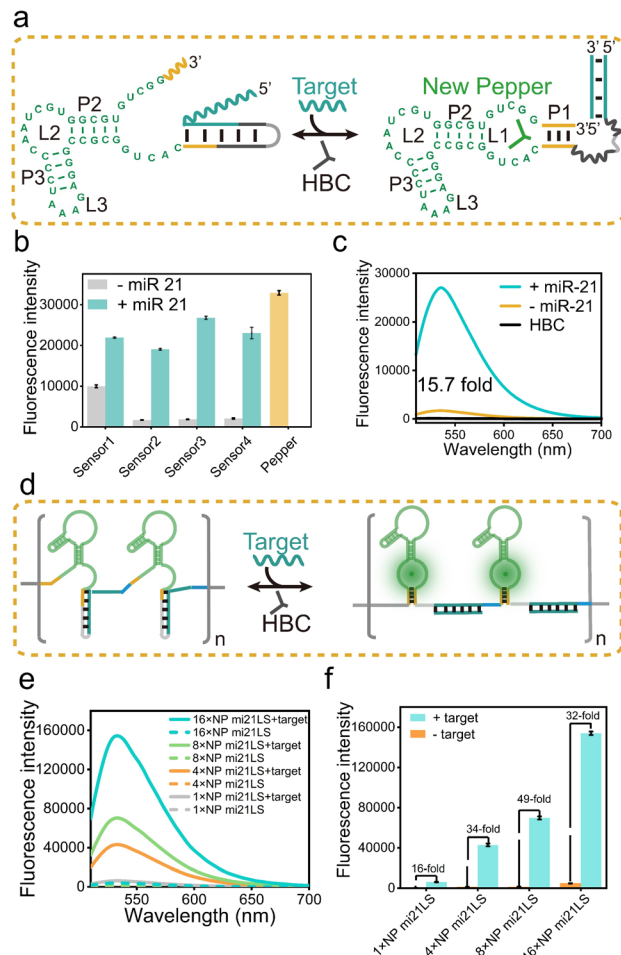 a
3'
5'
Target
HBC
P2
L2
P3
L3
U C G U G G C G U G U C G G
C U A C C C C G C C C A C U
G G G A G A A A U C
New Pepper
3' 5'
P2
L2
L1
P1
3'5'
P3
L3
b
Fluorescence intensity
30000
20000
10000
0
- miR 21
+ miR 21
Sensor1
Sensor2
Sensor3
Sensor4
Pepper
c
Fluorescence intensity
30000
20000
10000
0
+ miR-21
- miR-21
HBC
15.7 fold
550
600
650
700
Wavelength (nm)
d
Target
HBC
n
n
e
Fluorescence intensity
160000
120000
80000
40000
0
16×NP mi21LS+target
16×NP mi21LS
8×NP mi21LS+target
8×NP mi21LS
4×NP mi21LS+target
4×NP mi21LS
1×NP mi21LS+target
1×NP mi21LS
550
600
650
700
Wavelength (nm)
f
Fluorescence intensity
160000
120000
80000
40000
0
+ target
- target
16-fold
34-fold
49-fold
32-fold
1×NP mi21LS
4×NP mi21LS
8×NP mi21LS
16×NP mi21LS